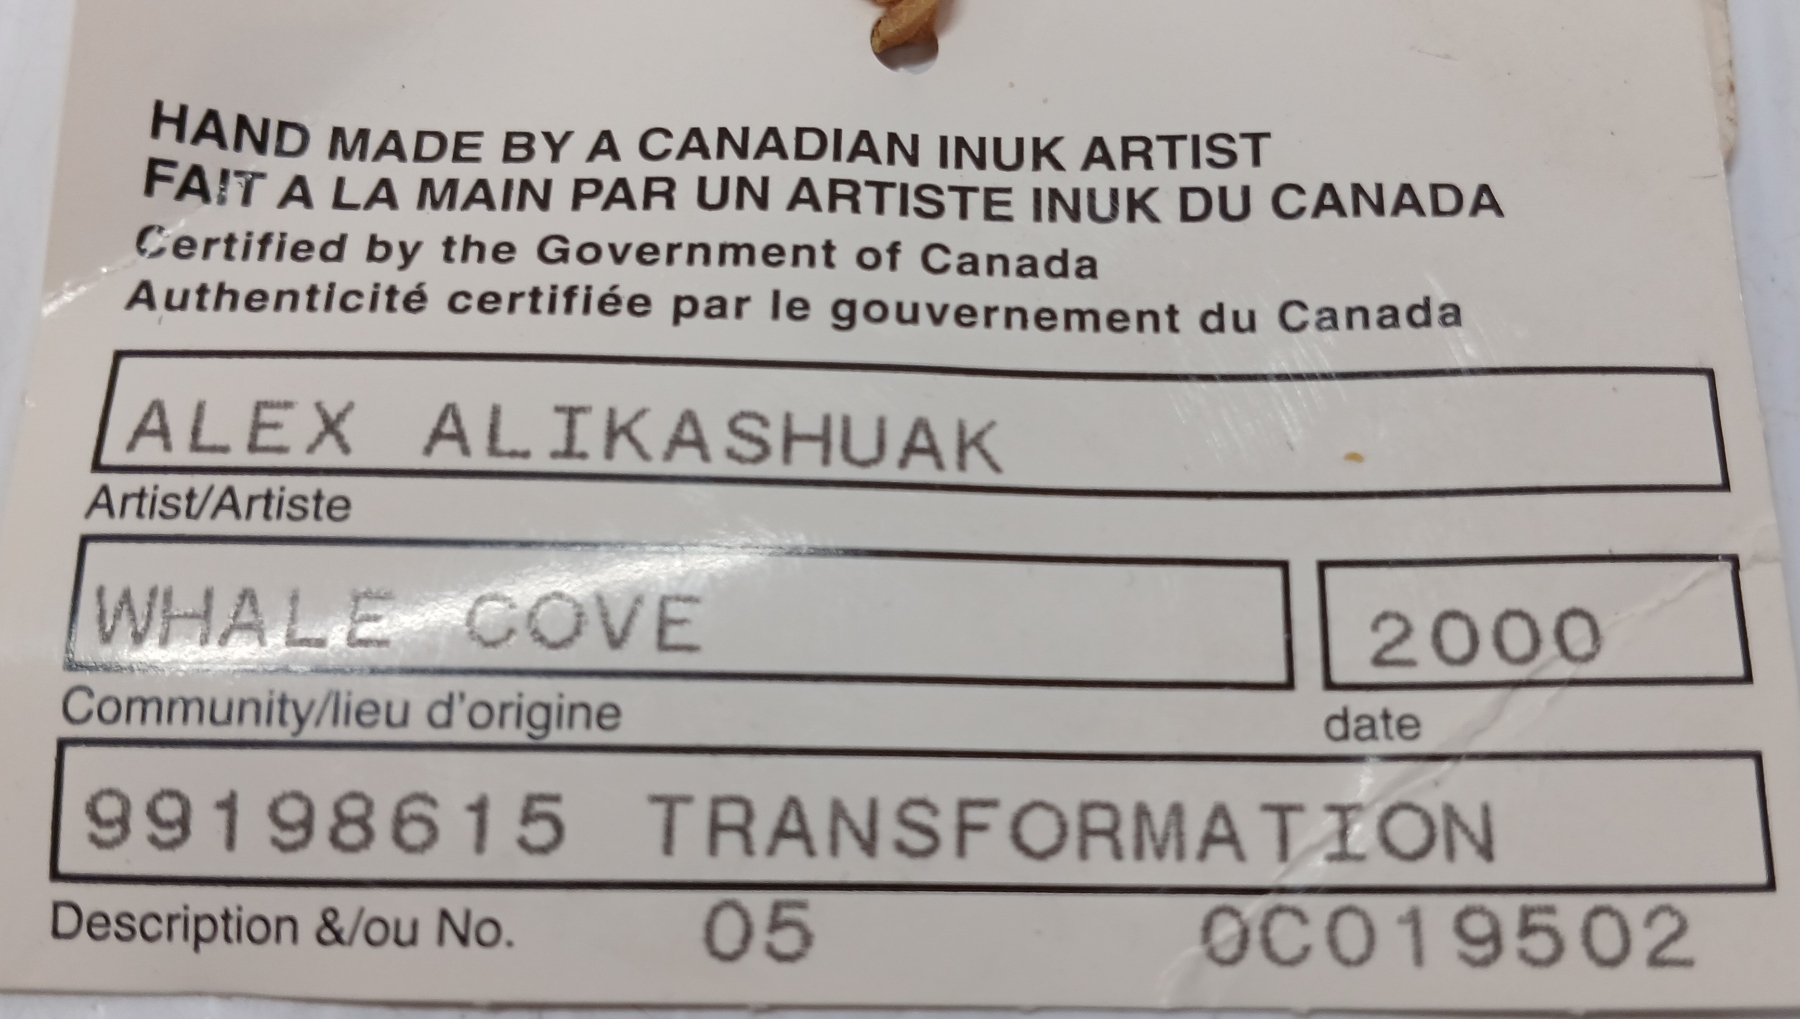 HAND MADE BY A CANADIAN INUK ARTIST
FAIT A LA MAIN PAR UN ARTISTE INUK DU CANADA
Certified by the Government of Canada
Authenticité certifiée par le gouvernement du Canada
ALEX ALIKASHUAK
Artist/Artiste
WHALE COVE 2000
Community/lieu d'origine date
99198615 TRANSFORMATION
Description &/ou No. 05 0C019502